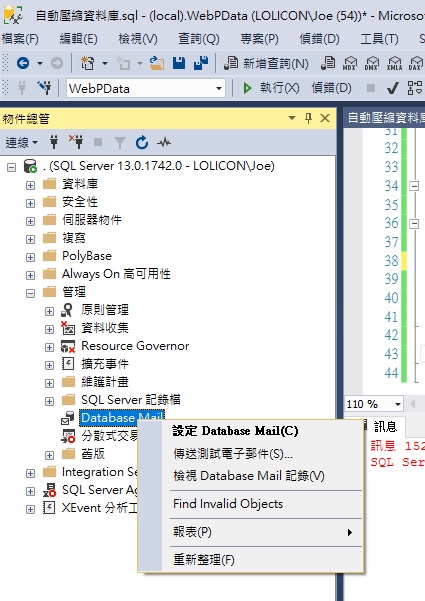 自動壓縮資料庫.sql - (local).WebPData (LOLICON\Joe (54))* - Microso
檔案(F) 編輯(E) 檢視(V) 查詢(Q) 專案(P) 偵錯(D) 工具(T) S
新增查詢(N) MDX DMX XMLA DAX
WebPData 執行(X) 偵錯(D)
物件總管
自動壓縮資料庫
連線
. (SQL Server 13.0.1742.0 - LOLICON\Joe)
資料庫
安全性
伺服器物件
複寫
PolyBase
Always On 高可用性
管理
原則管理
資料收集
Resource Governor
擴充事件
維護計畫
SQL Server 記錄檔
Database Mail
分散式交易
舊版
Integration Se
SQL Server Ag
XEvent 分析工
設定 Database Mail(C)
傳送測試電子郵件(S)...
檢視 Database Mail 記錄(V)
Find Invalid Objects
報表(P)
重新整理(F)
31
32
33
34
35
36
37
38
39
40
41
42
43
44
110 %
訊息
訊息 152
SQL Ser